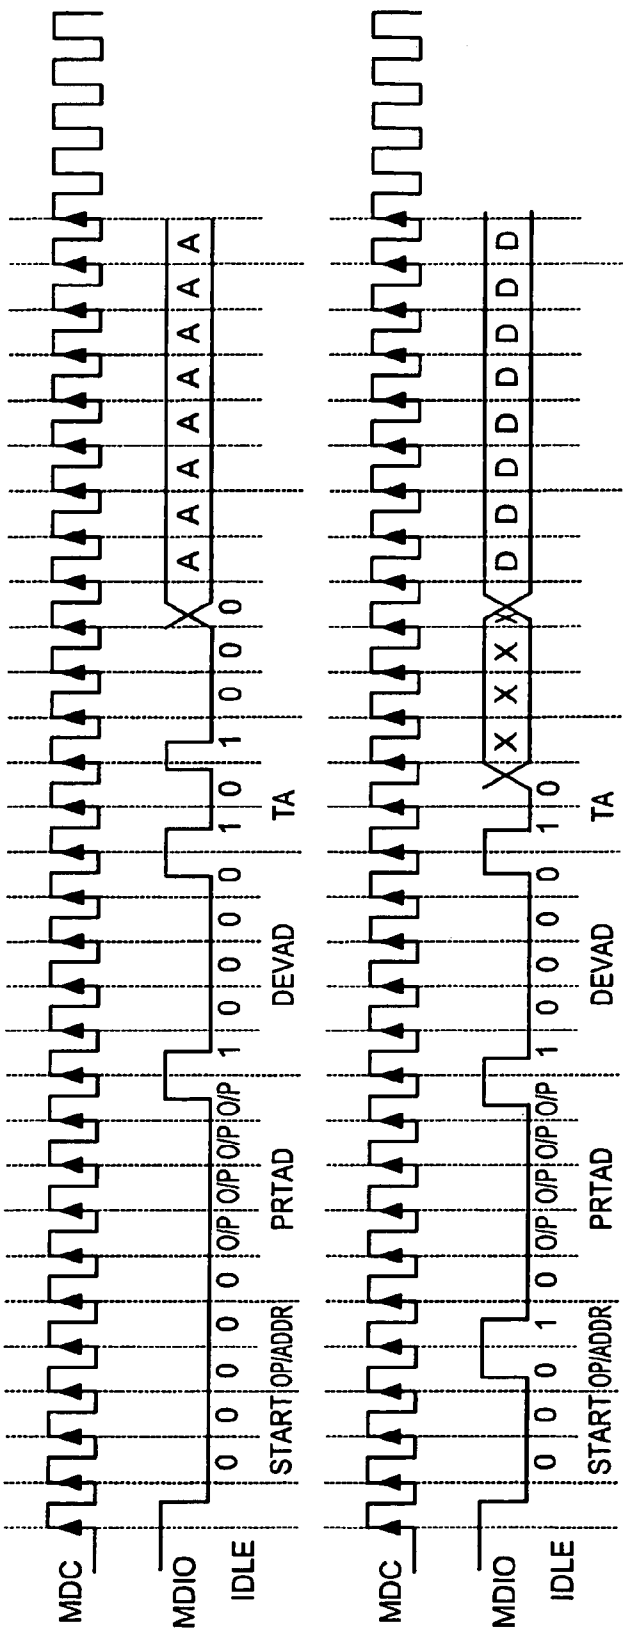 MDC
MDIO A A A A A A A A
0 0 0 0 0 O/P O/P O/P O/P 1 0 0 0 0 1 0 1 0 0 0
IDLE START OP/ADDR PRTAD DEVAD TA
MDC
MDIO X X X X D D D D D D D D
0 0 0 1 0 O/P O/P O/P O/P 1 0 0 0 0 1 0
IDLE START OP/ADDR PRTAD DEVAD TA